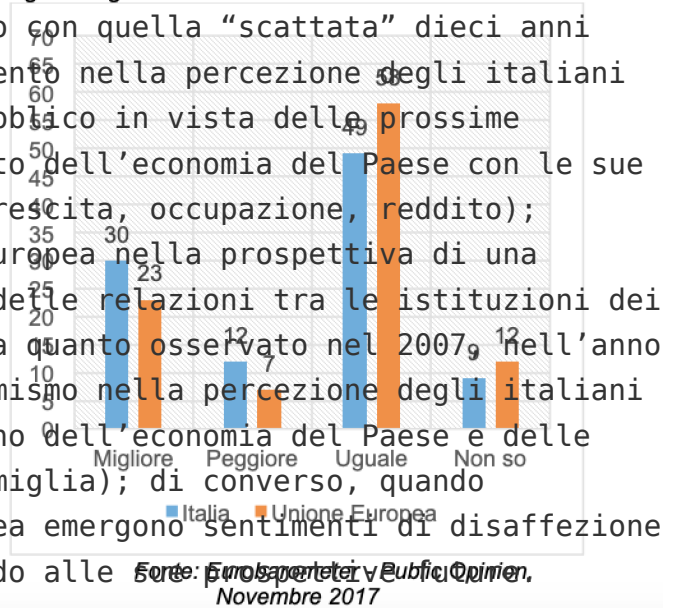 o con quella “scattata” dieci anni
ento nella percezione degli italiani
bblico in vista delle prossime
to dell’economia del Paese con le sue
rescita, occupazione, reddito);
uropea nella prospettiva di una
delle relazioni tra le istituzioni dei
a quanto osservato nel 2007, nell’anno
mismo nella percezione degli italiani
no dell’economia del Paese e delle
miglia); di converso, quando
ea emergono sentimenti di disaffezione
do alle sue prospettive future.
70
65
60
55
50
45
40
35
30
25
20
15
10
5
0
30
23
12
7
49
58
9
12
Migliore Peggiore Uguale Non so
Italia Unione Europea
Fonte: Eurobarometer - Public Opinion,
Novembre 2017